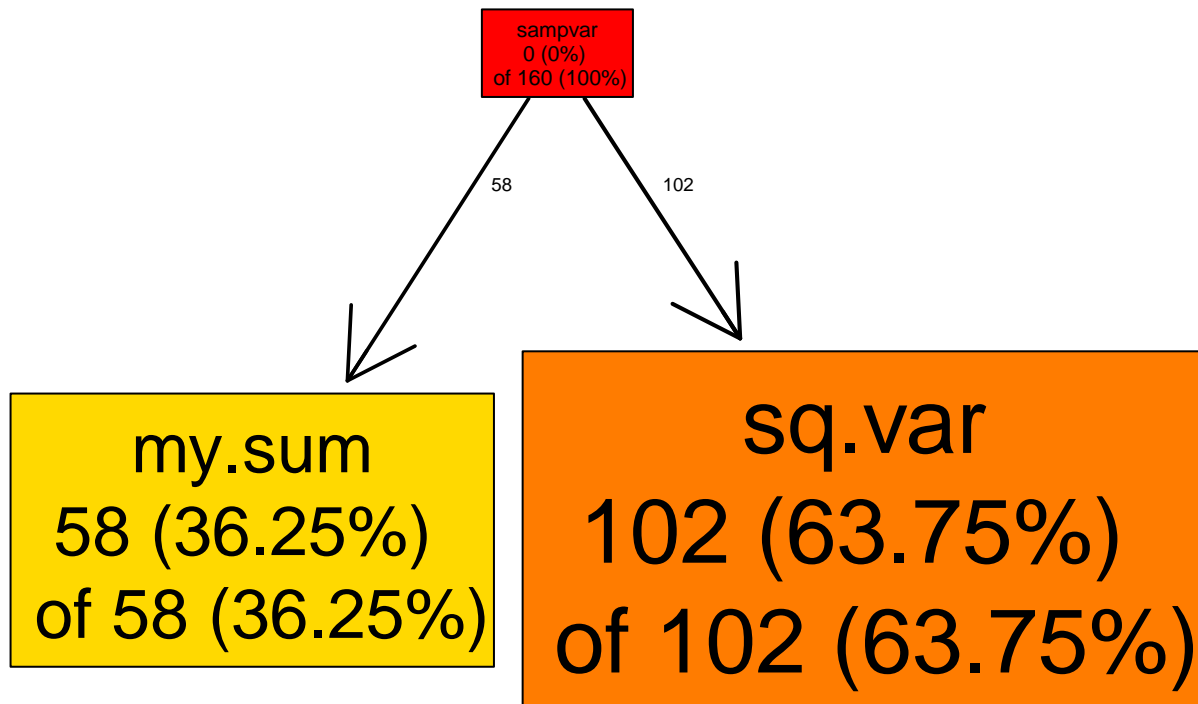 sampvar
0 (0%)
of 160 (100%)
58
102
my.sum
58 (36.25%)
of 58 (36.25%)
sq.var
102 (63.75%)
of 102 (63.75%)